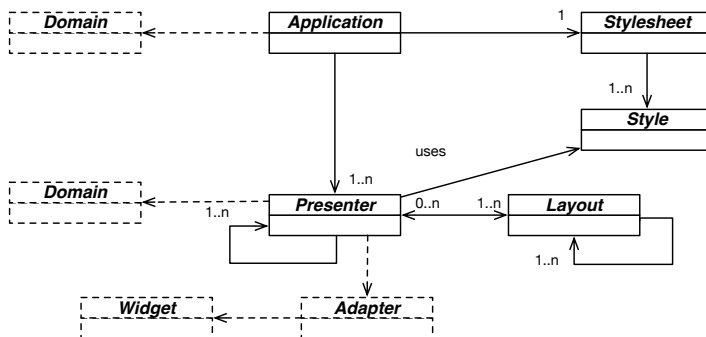 Domain
Application
1
Stylesheet
1..n
Style
uses
1..n
Domain
1..n
Presenter
0..n
1..n
Layout
1..n
Widget
Adapter